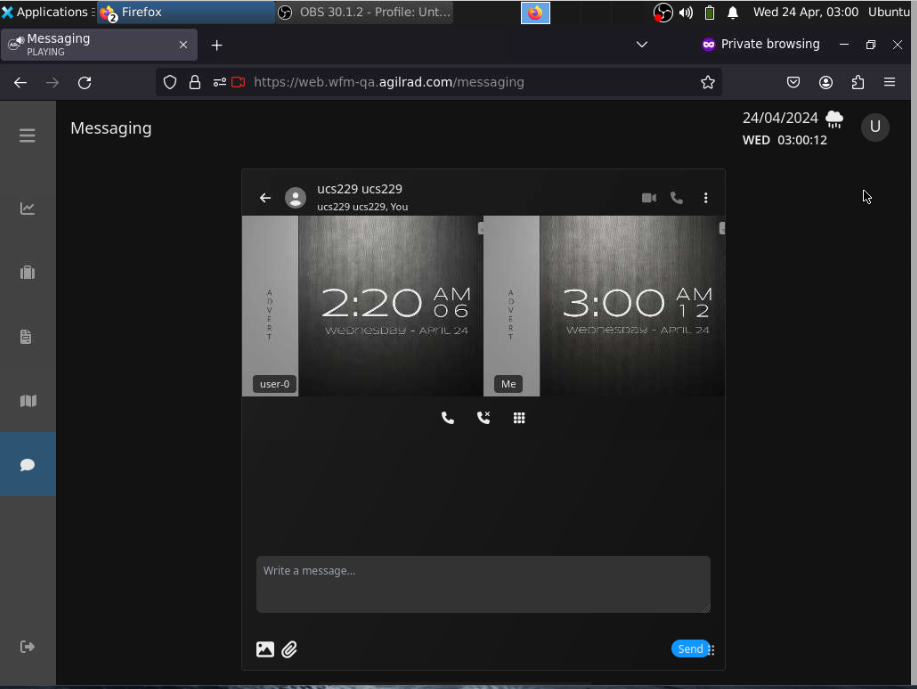 Applications
2
Firefox
OBS 30.1.2 - Profile: Unt...
Wed 24 Apr, 03:00
Ubuntu
Messaging
PLAYING
Private browsing
https://web.wfm-qa.agilrad.com/messaging
Messaging
24/04/2024
WED 03:00:12
U
ucs229 ucs229
ucs229 ucs229, You
ADVERT
2:20 AM
06
Wednesday - APRIL 24
user-0
ADVERT
3:00 AM
12
Wednesday - APRIL 24
Me
Write a message...
Send